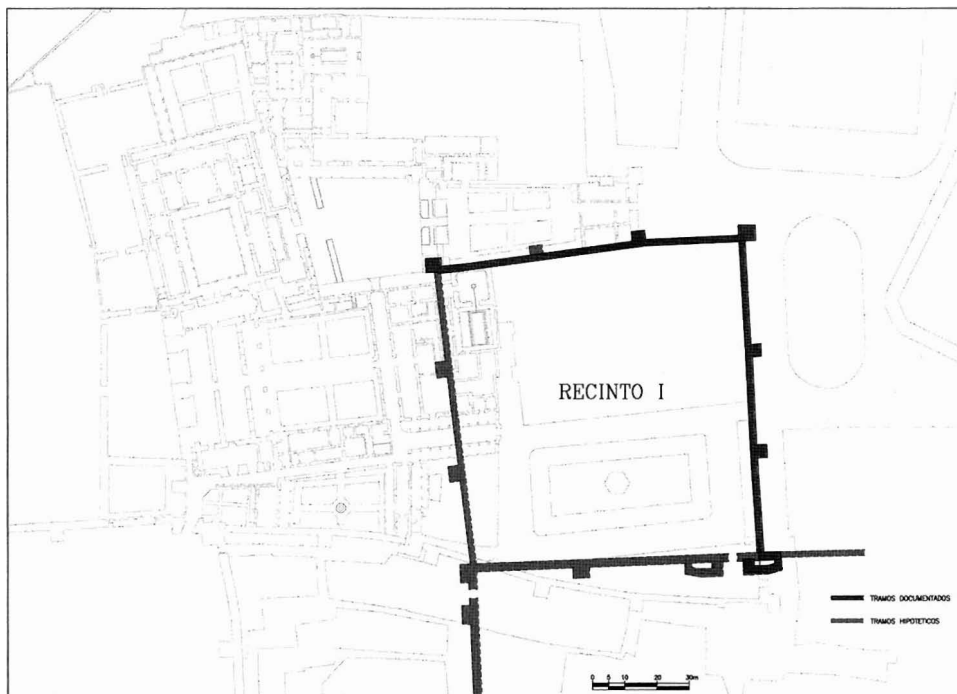 RECINTO I
TRAMOS DOCUMENTADOS
TRAMOS HIPOTETICOS
0 5 10 20 30m